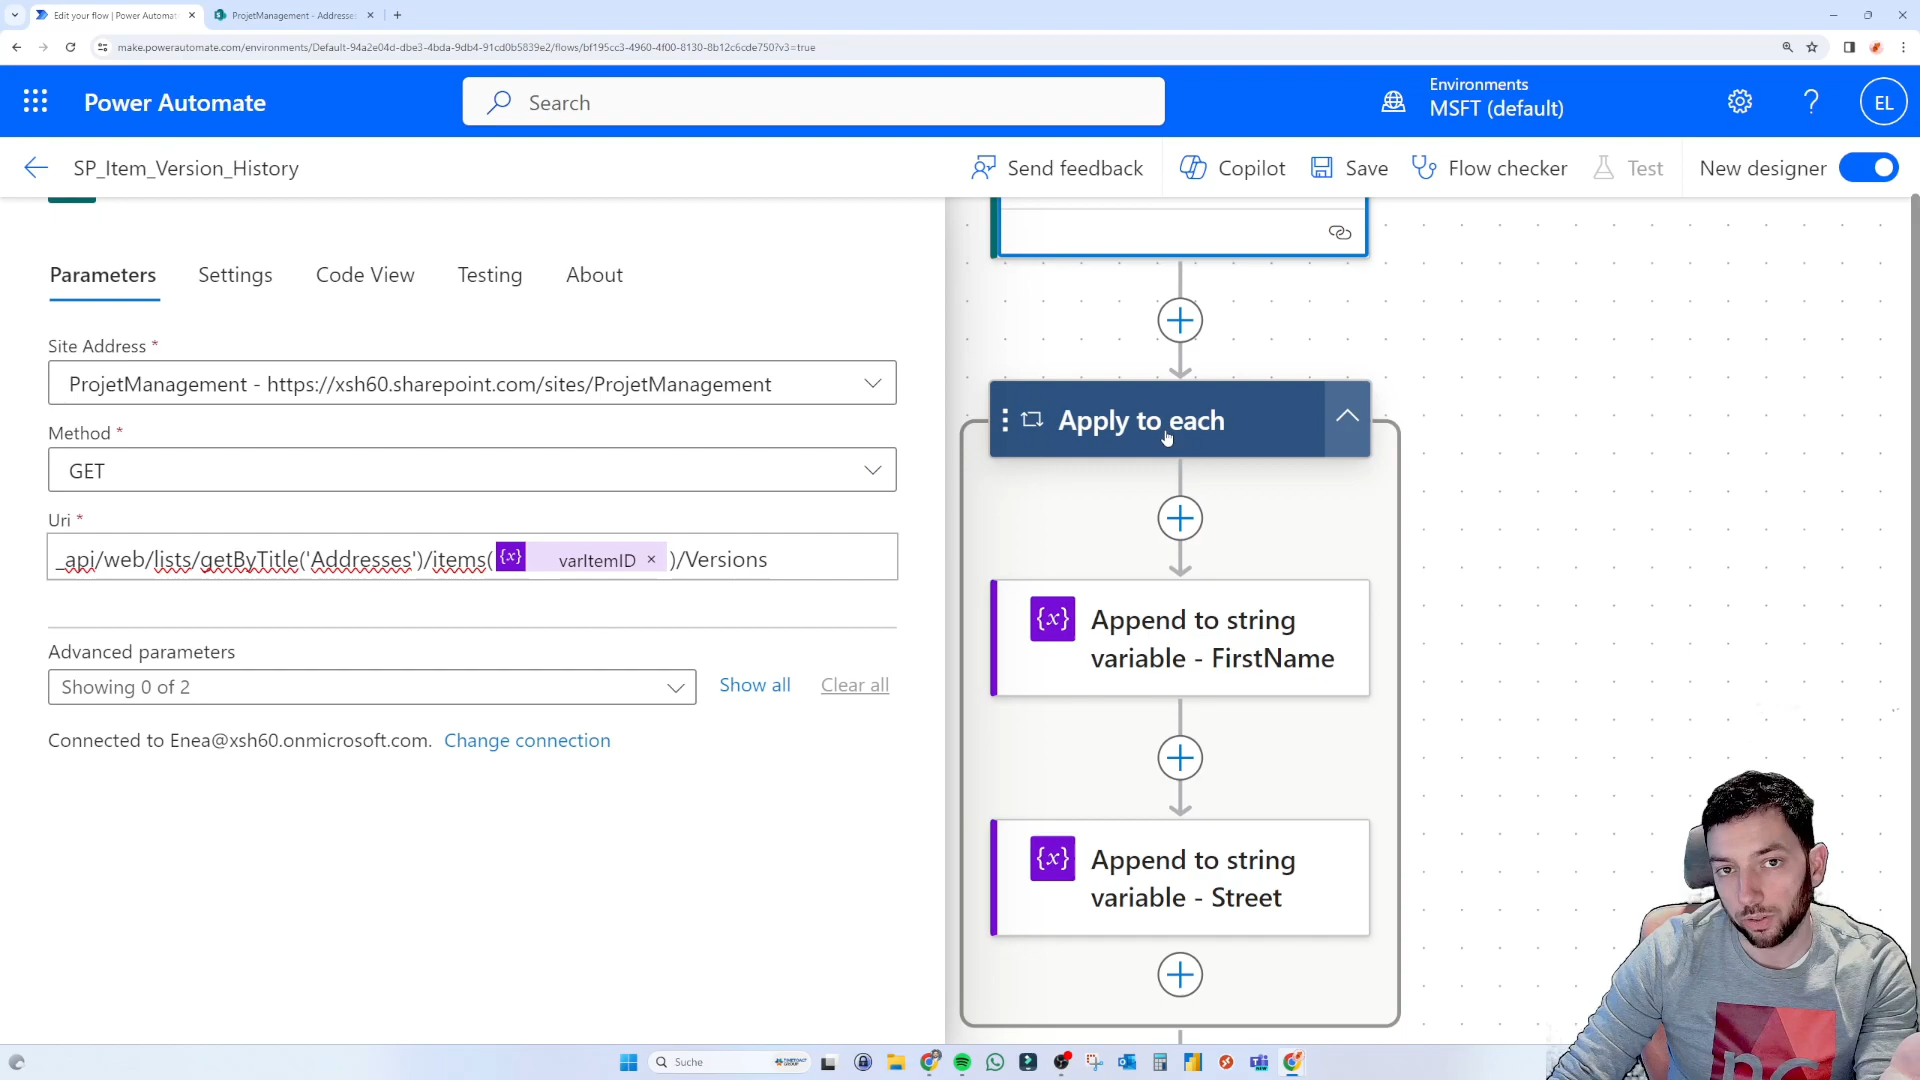 Edit your flow | Power Automat
ProjetManagement - Addresses
make.powerautomate.com/environments/Default-94a2e04d-dbe3-4bda-9db4-91cd0b5839e2/flows/bf195cc3-4960-4f00-8130-8b12c6cde750?v3=true
Power Automate
Search
Environments
MSFT (default)
EL
SP_Item_Version_History
Send feedback
Copilot
Save
Flow checker
Test
New designer
Parameters
Settings
Code View
Testing
About
Site Address *
ProjetManagement - https://xsh60.sharepoint.com/sites/ProjetManagement
Method *
GET
Uri *
_api/web/lists/getByTitle('Addresses')/items( {x} varItemID × )/Versions
Advanced parameters
Showing 0 of 2
Show all
Clear all
Connected to Enea@xsh60.onmicrosoft.com. Change connection
Apply to each
{x}
Append to string
variable - FirstName
{x}
Append to string
variable - Street
Suche